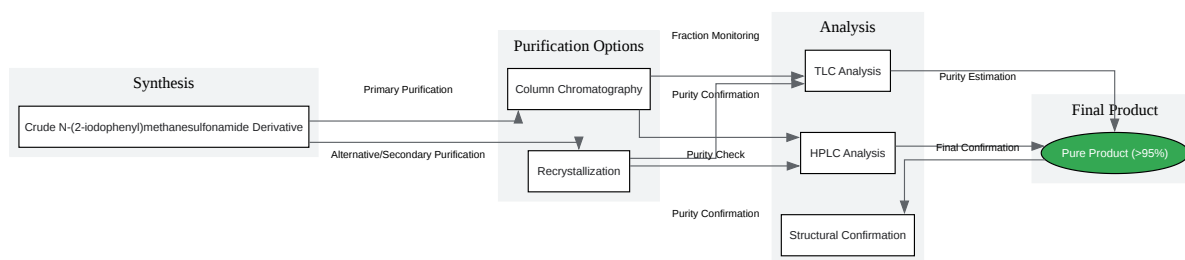 Synthesis
Crude N-(2-iodophenyl)methanesulfonamide Derivative
Primary Purification
Alternative/Secondary Purification
Purification Options
Column Chromatography
Recrystallization
Fraction Monitoring
Purity Confirmation
Purity Check
Purity Confirmation
Analysis
TLC Analysis
HPLC Analysis
Structural Confirmation
Purity Estimation
Final Confirmation
Final Product
Pure Product (>95%)